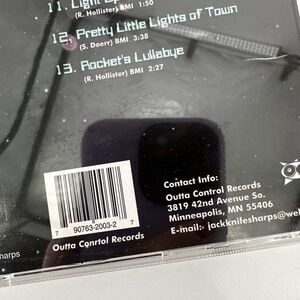 11. Light
(R. Hollister) BMI 1:50
12. Pretty Little Lights of Town
(S. Doerr) BMI 3:38
13. Rocket's Lullabye
(R. Hollister) BMI 2:27
7 90763-2003-2 7
Outta Cqnrtol Records
Contact Info:
Outta Control Records
3819 42nd Avenue So.
Minneapolis, MN 55406
E-mail:- jackknifesharps@we
harps